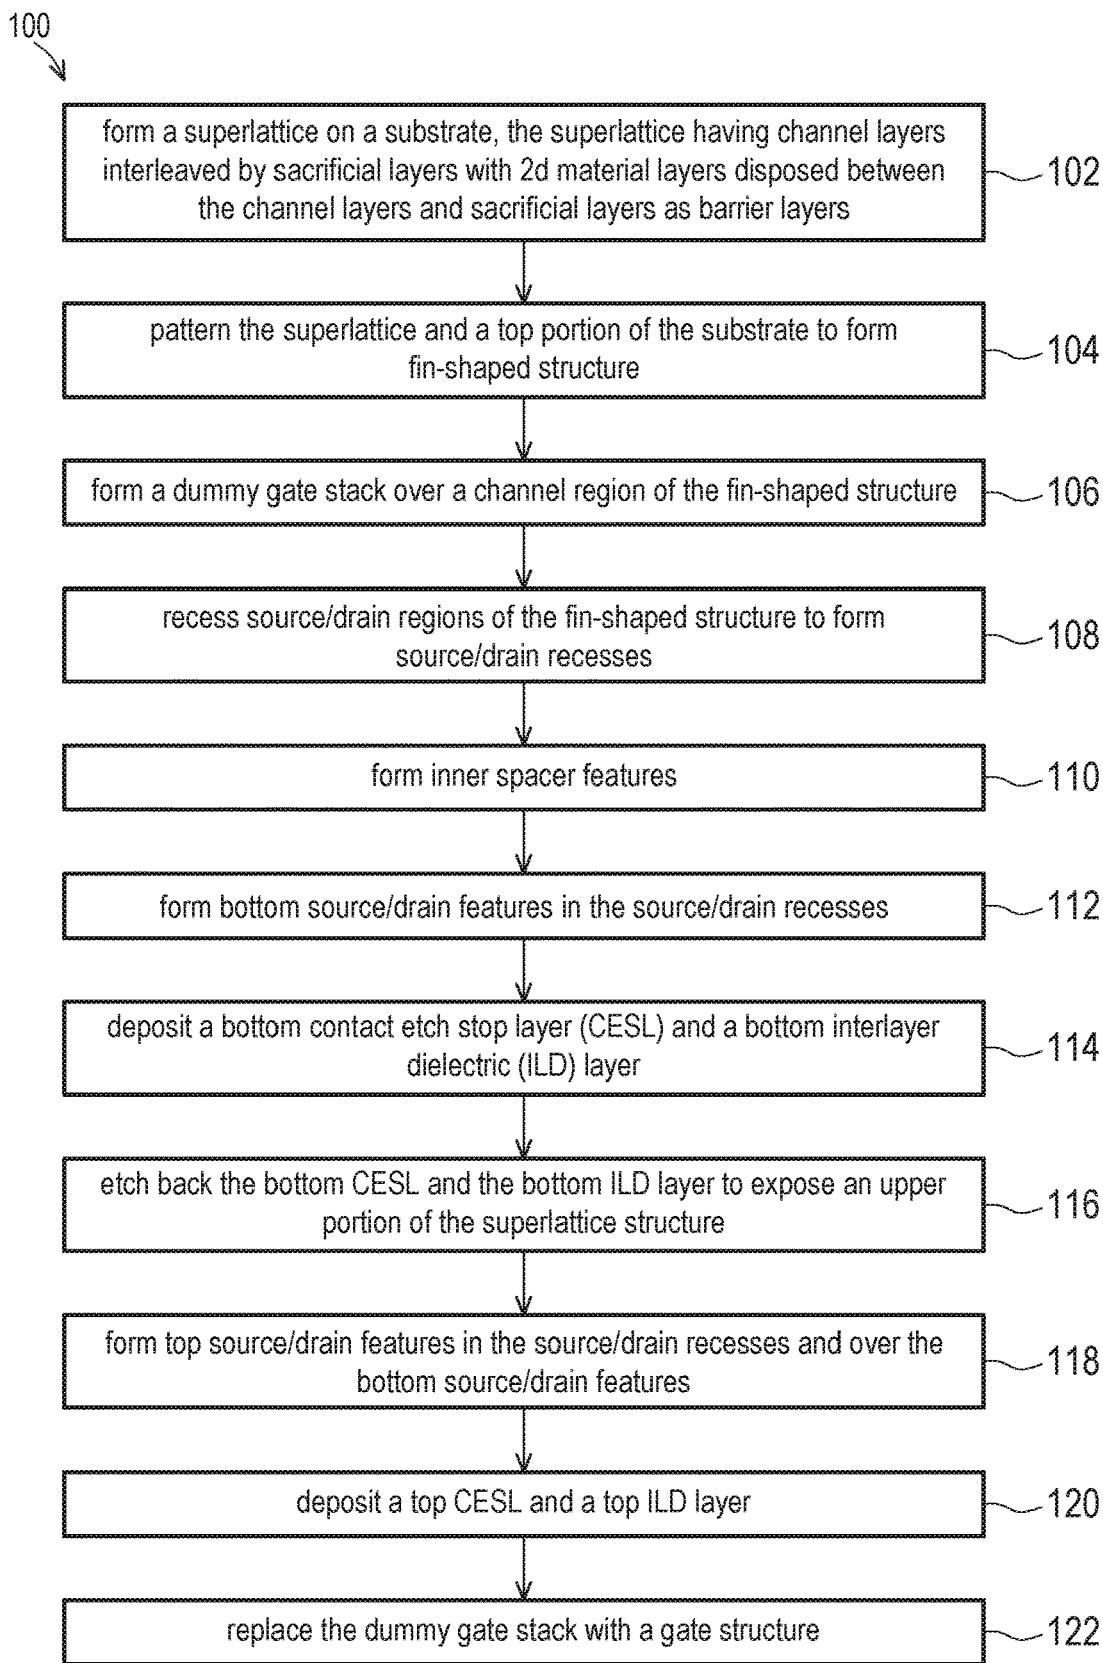 100
form a superlattice on a substrate, the superlattice having channel layers
interleaved by sacrificial layers with 2d material layers disposed between
the channel layers and sacrificial layers as barrier layers
102
pattern the superlattice and a top portion of the substrate to form
fin-shaped structure
104
form a dummy gate stack over a channel region of the fin-shaped structure
106
recess source/drain regions of the fin-shaped structure to form
source/drain recesses
108
form inner spacer features
110
form bottom source/drain features in the source/drain recesses
112
deposit a bottom contact etch stop layer (CESL) and a bottom interlayer
dielectric (ILD) layer
114
etch back the bottom CESL and the bottom ILD layer to expose an upper
portion of the superlattice structure
116
form top source/drain features in the source/drain recesses and over the
bottom source/drain features
118
deposit a top CESL and a top ILD layer
120
replace the dummy gate stack with a gate structure
122